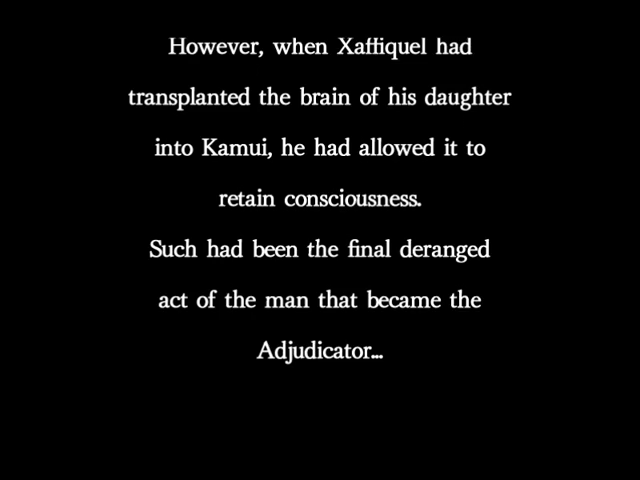 However, when Xaffiquel had
transplanted the brain of his daughter
into Kamui, he had allowed it to
retain consciousness.
Such had been the final deranged
act of the man that became the
Adjudicator...